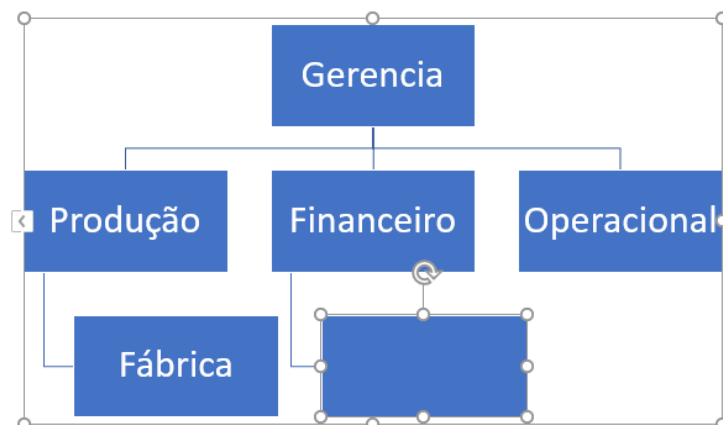 Gerencia
Produção
Financeiro
Operacional
Fábrica